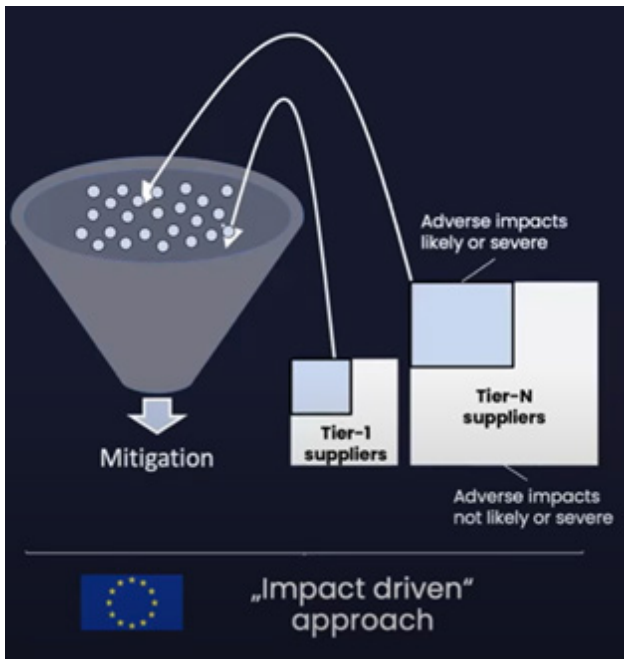 Adverse impacts
likely or severe
Tier-1
suppliers
Tier-N
suppliers
Mitigation
Adverse impacts
not likely or severe
„Impact driven“
approach